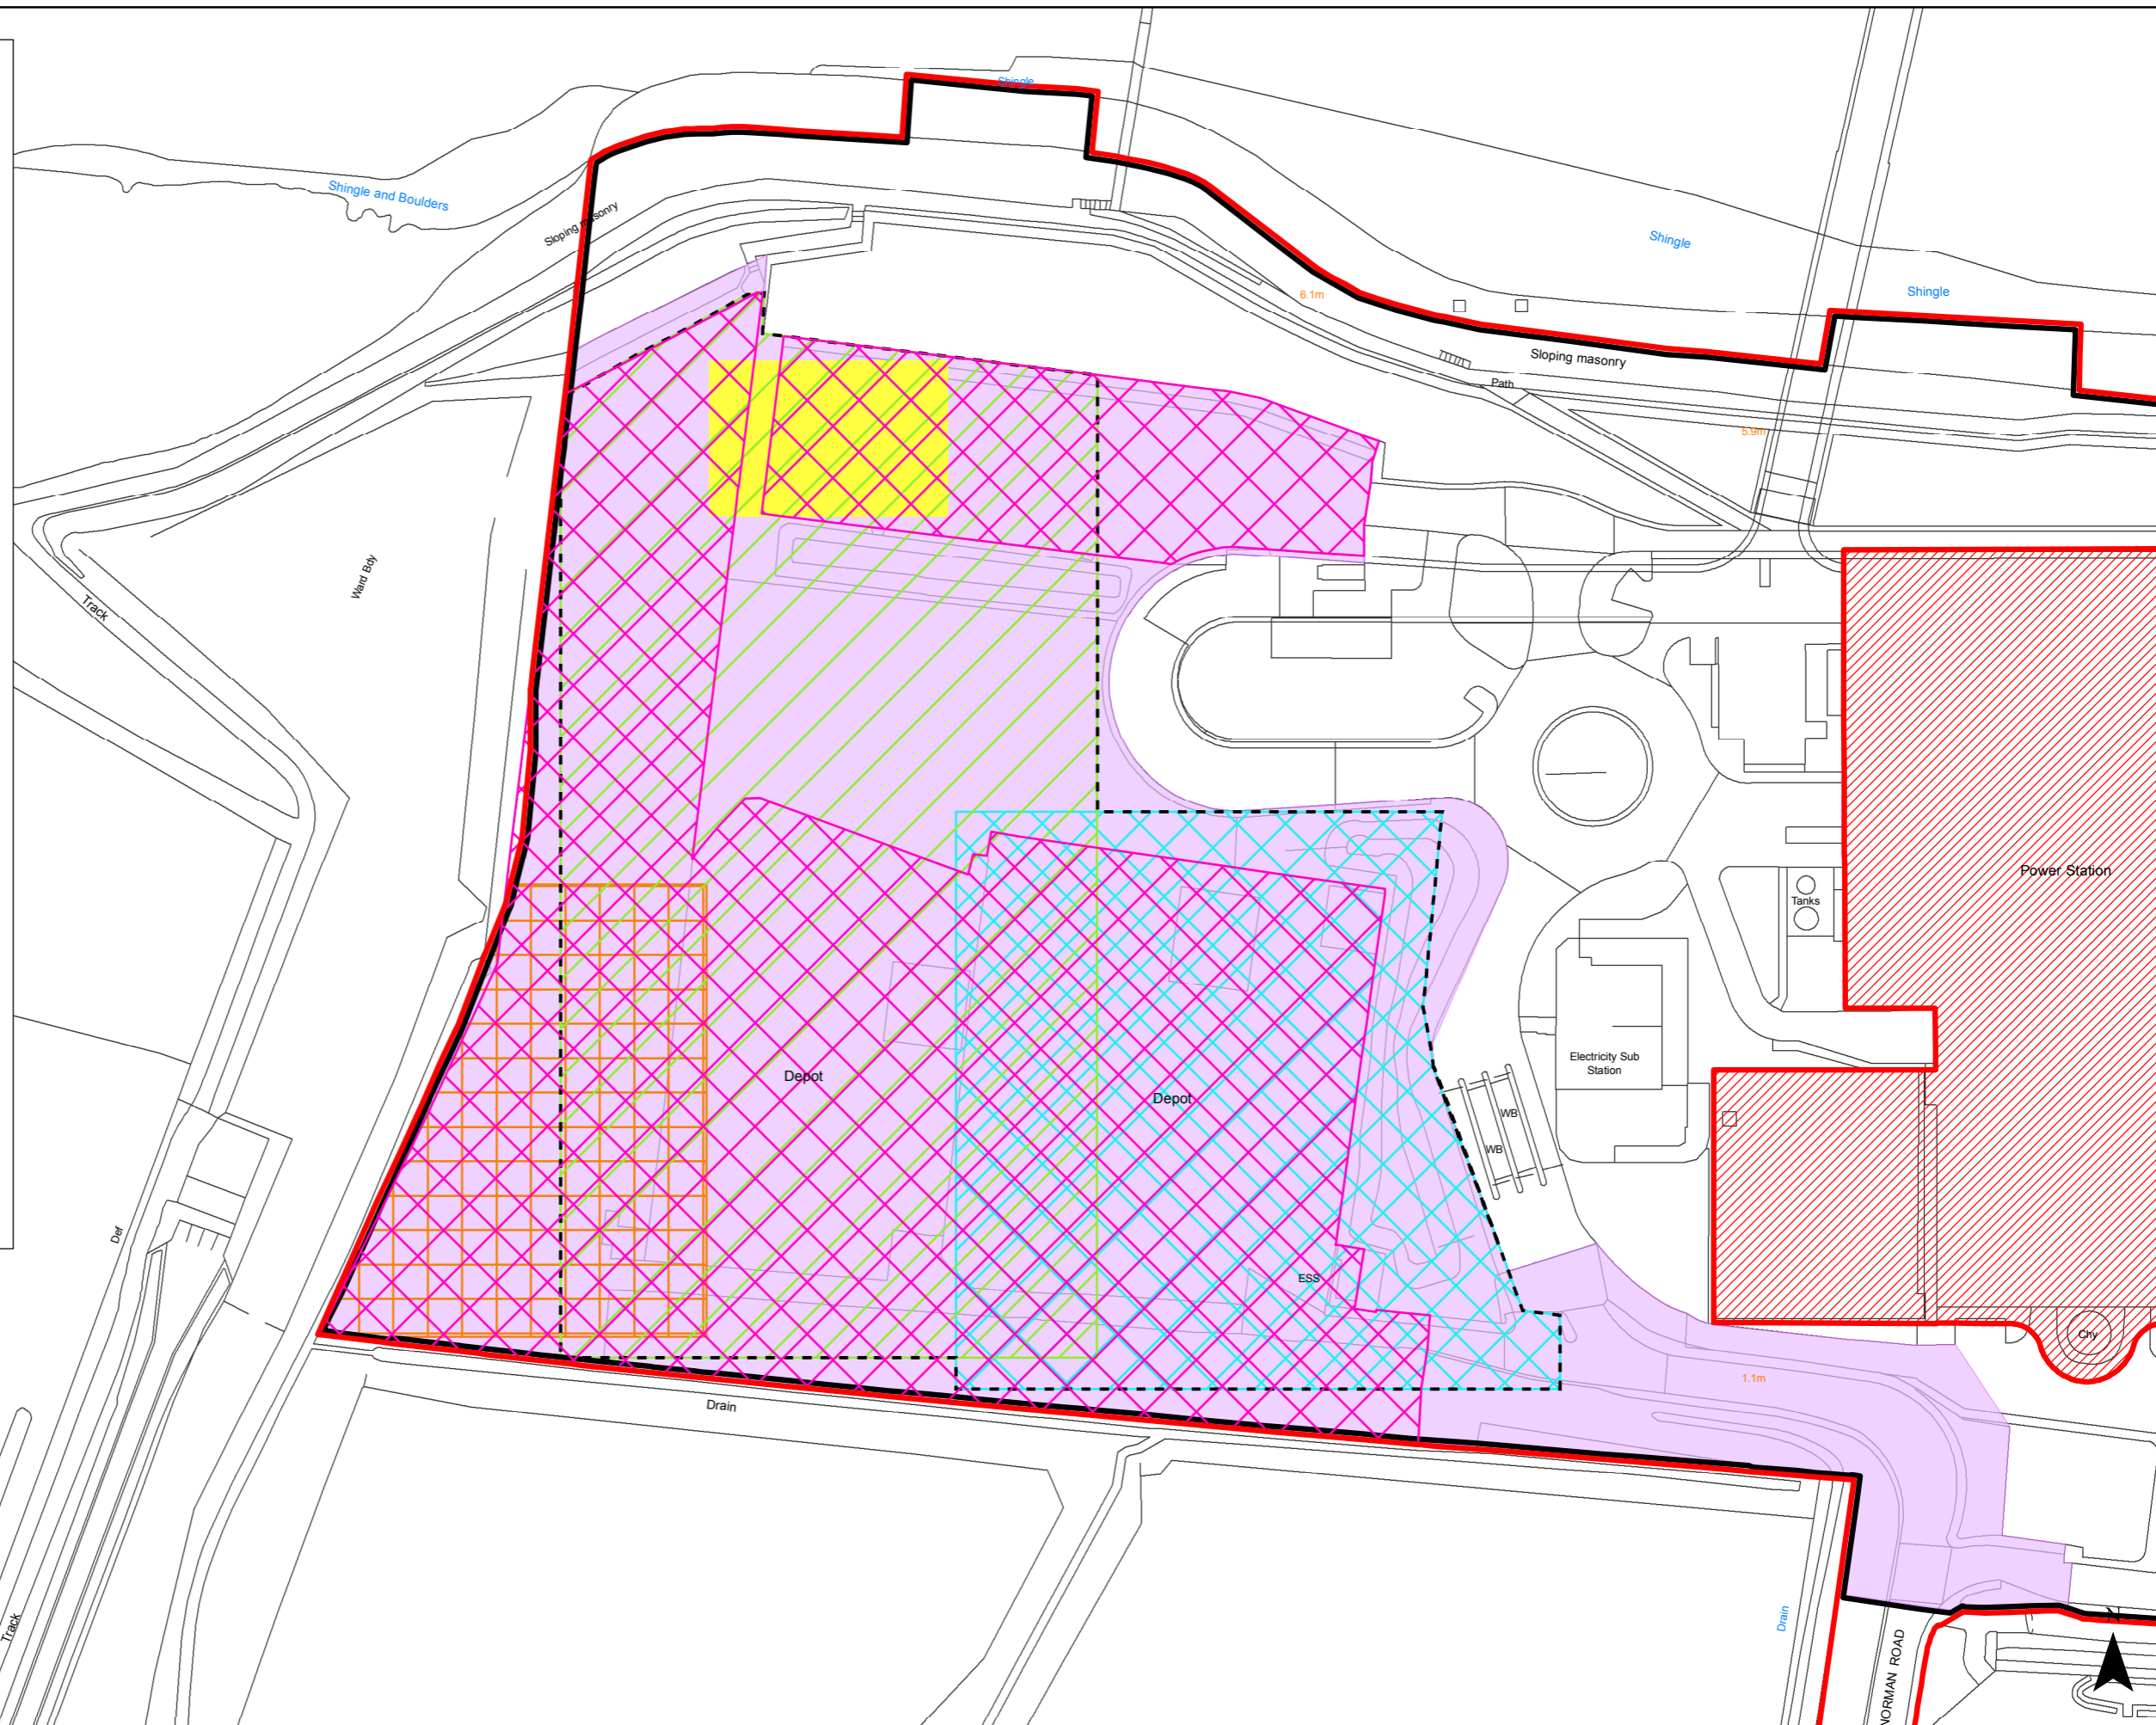 Shingle
Shingle and Boulders
Sloping masonry
Shingle
6.1m
Shingle
Sloping masonry
Path
5.9m
Ward Bdy
Track
Power Station
Tanks
Electricity Sub
Station
Depot
Depot
WB
WB
Def
ESS
Chy
1.1m
Drain
Track
Drain
NORMAN ROAD
N